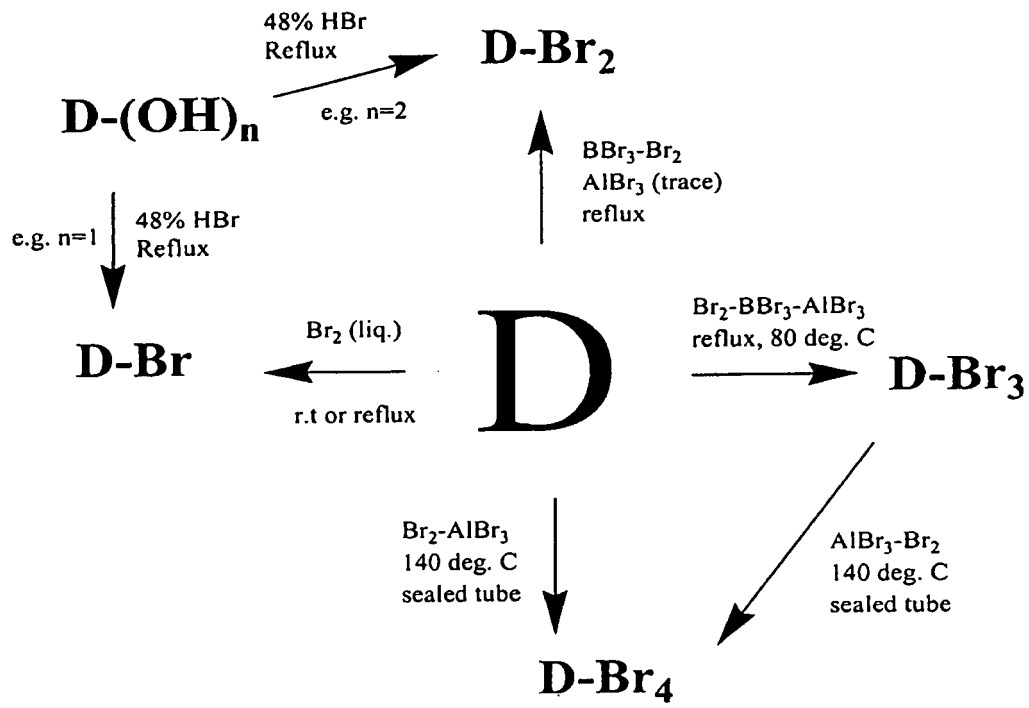 48% HBr
Reflux
D-Br₂
e.g. n=2
D-(OH)ₙ
BBr₃-Br₂
AlBr₃ (trace)
reflux
e.g. n=1
48% HBr
Reflux
Br₂-BBr₃-AlBr₃
reflux, 80 deg. C
Br₂ (liq.)
D-Br
D
D-Br₃
r.t or reflux
Br₂-AlBr₃
140 deg. C
sealed tube
AlBr₃-Br₂
140 deg. C
sealed tube
D-Br₄